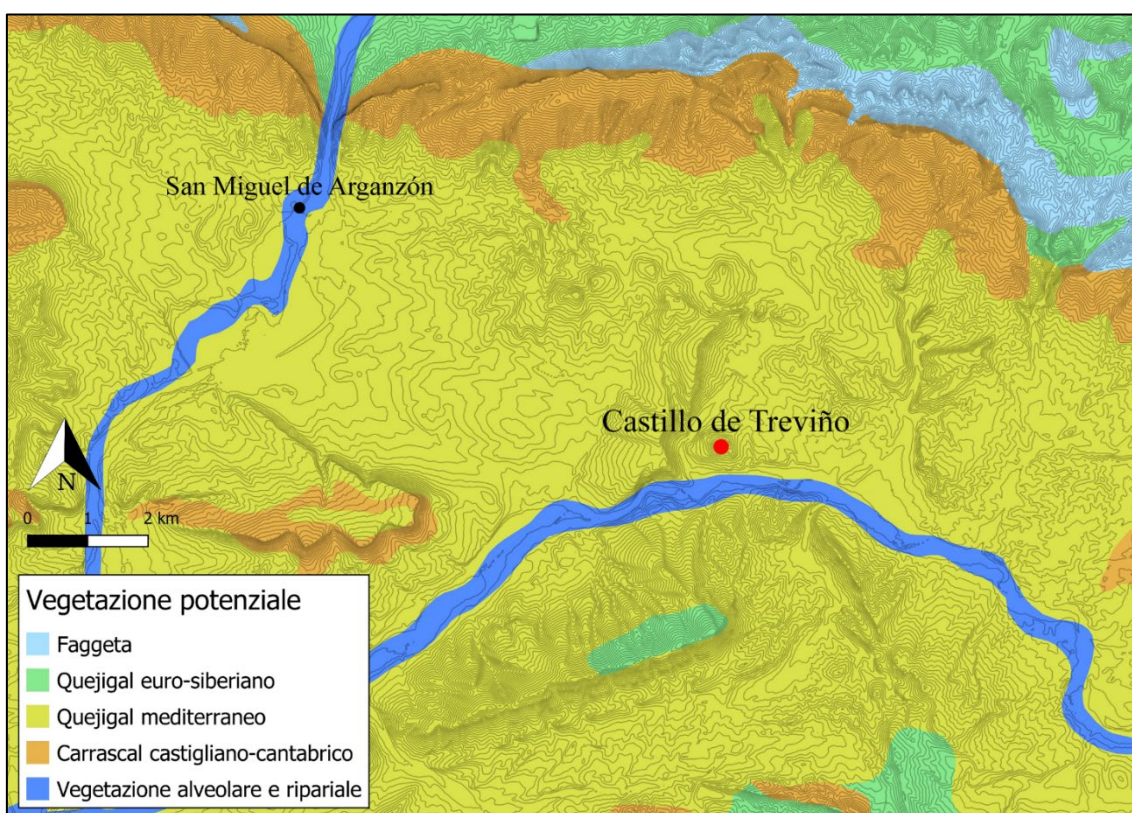 San Miguel de Arganzón
Castillo de Treviño
N
0 1 2 km
Vegetazione potenziale
Faggeta
Quejigal euro-siberiano
Quejigal mediterraneo
Carrascal castigliano-cantabrico
Vegetazione alveolare e ripariale